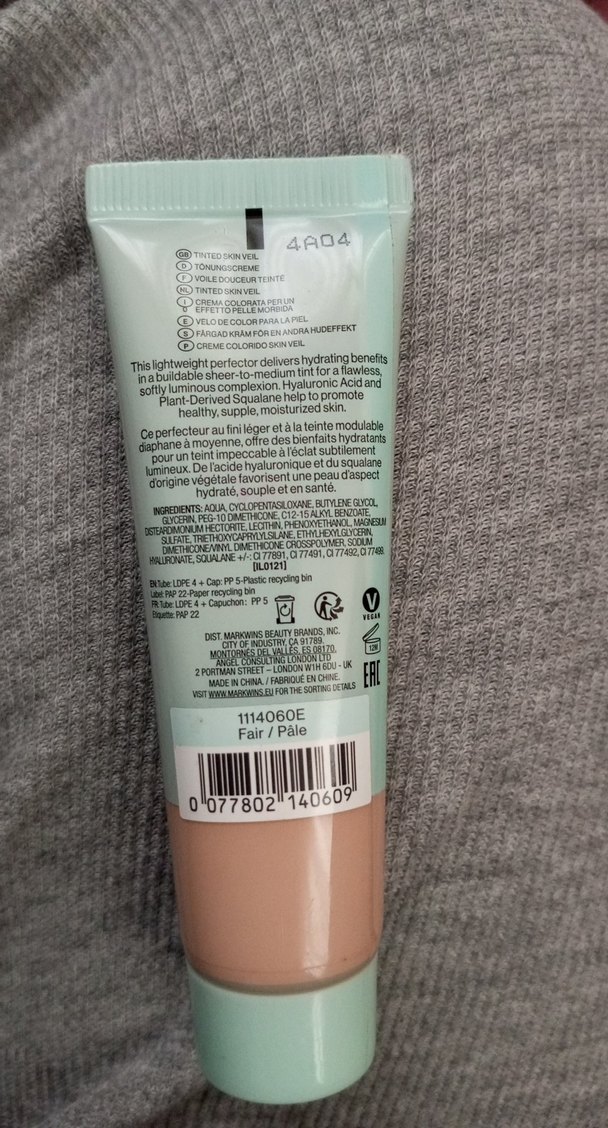 4A04
GB TINTED SKIN VEIL
D TÖNUNGSCREME
F VOILE DOUCEUR TEINTÉ
NL TINTED SKIN VEIL
I CREMA COLORATA PER UN
EFFETTO PELLE MORBIDA
E VELO DE COLOR PARA LA PIEL
S FÄRGAD KRÄM FÖR EN ANDRA HUDEFFEKT
P CREME COLORIDO SKIN VEIL
This lightweight perfector delivers hydrating benefits
in a buildable sheer-to-medium tint for a flawless,
softly luminous complexion. Hyaluronic Acid and
Plant-Derived Squalane help to promote
healthy, supple, moisturized skin.
Ce perfecteur au fini léger et à la teinte modulable
diaphane à moyenne, offre des bienfaits hydratants
pour un teint impeccable à l'éclat subtilement
lumineux. De l'acide hyaluronique et du squalane
d'origine végétale favorisent une peau d'aspect
hydraté, souple et en santé.
INGREDIENTS: AQUA, CYCLOPENTASILOXANE, BUTYLENE GLYCOL,
GLYCERIN, PEG-10 DIMETHICONE, C12-15 ALKYL BENZOATE,
DISTEARDIMONIUM HECTORITE, LECITHIN, PHENOXYETHANOL, MAGNESIUM
SULFATE, TRIETHOXYCAPRYLYLSILANE, ETHYLHEXYLGLYCERIN,
DIMETHICONE/VINYL DIMETHICONE CROSSPOLYMER, SODIUM
HYALURONATE, SQUALANE +/-: CI 77891, CI 77491, CI 77492, CI 77499.
[IL0121]
EN:Tube: LDPE 4 + Cap: PP 5-Plastic recycling bin
Label: PAP 22-Paper recycling bin
FR: Tube: LDPE 4 + Capuchon: PP 5
Étiquette: PAP 22
V
VEGAN
12M
EAC
DIST. MARKWINS BEAUTY BRANDS, INC.
CITY OF INDUSTRY, CA 91789.
MONTORNÉS DEL VALLÈS, ES 08170.
ANGEL CONSULTING LONDON LTD
2 PORTMAN STREET – LONDON W1H 6DU - UK
MADE IN CHINA. / FABRIQUÉ EN CHINE.
VISIT WWW.MARKWINS.EU FOR THE SORTING DETAILS
1114060E
Fair / Pâle
0 077802 140609